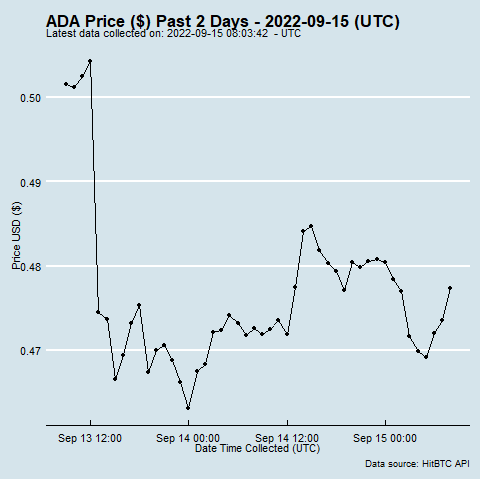 ADA Price ($) Past 2 Days - 2022-09-15 (UTC)
Latest data collected on: 2022-09-15 08:03:42 - UTC
Price USD ($)
0.50
0.49
0.48
0.47
Sep 13 12:00 Sep 14 00:00 Sep 14 12:00 Sep 15 00:00
Date Time Collected (UTC)
Data source: HitBTC API